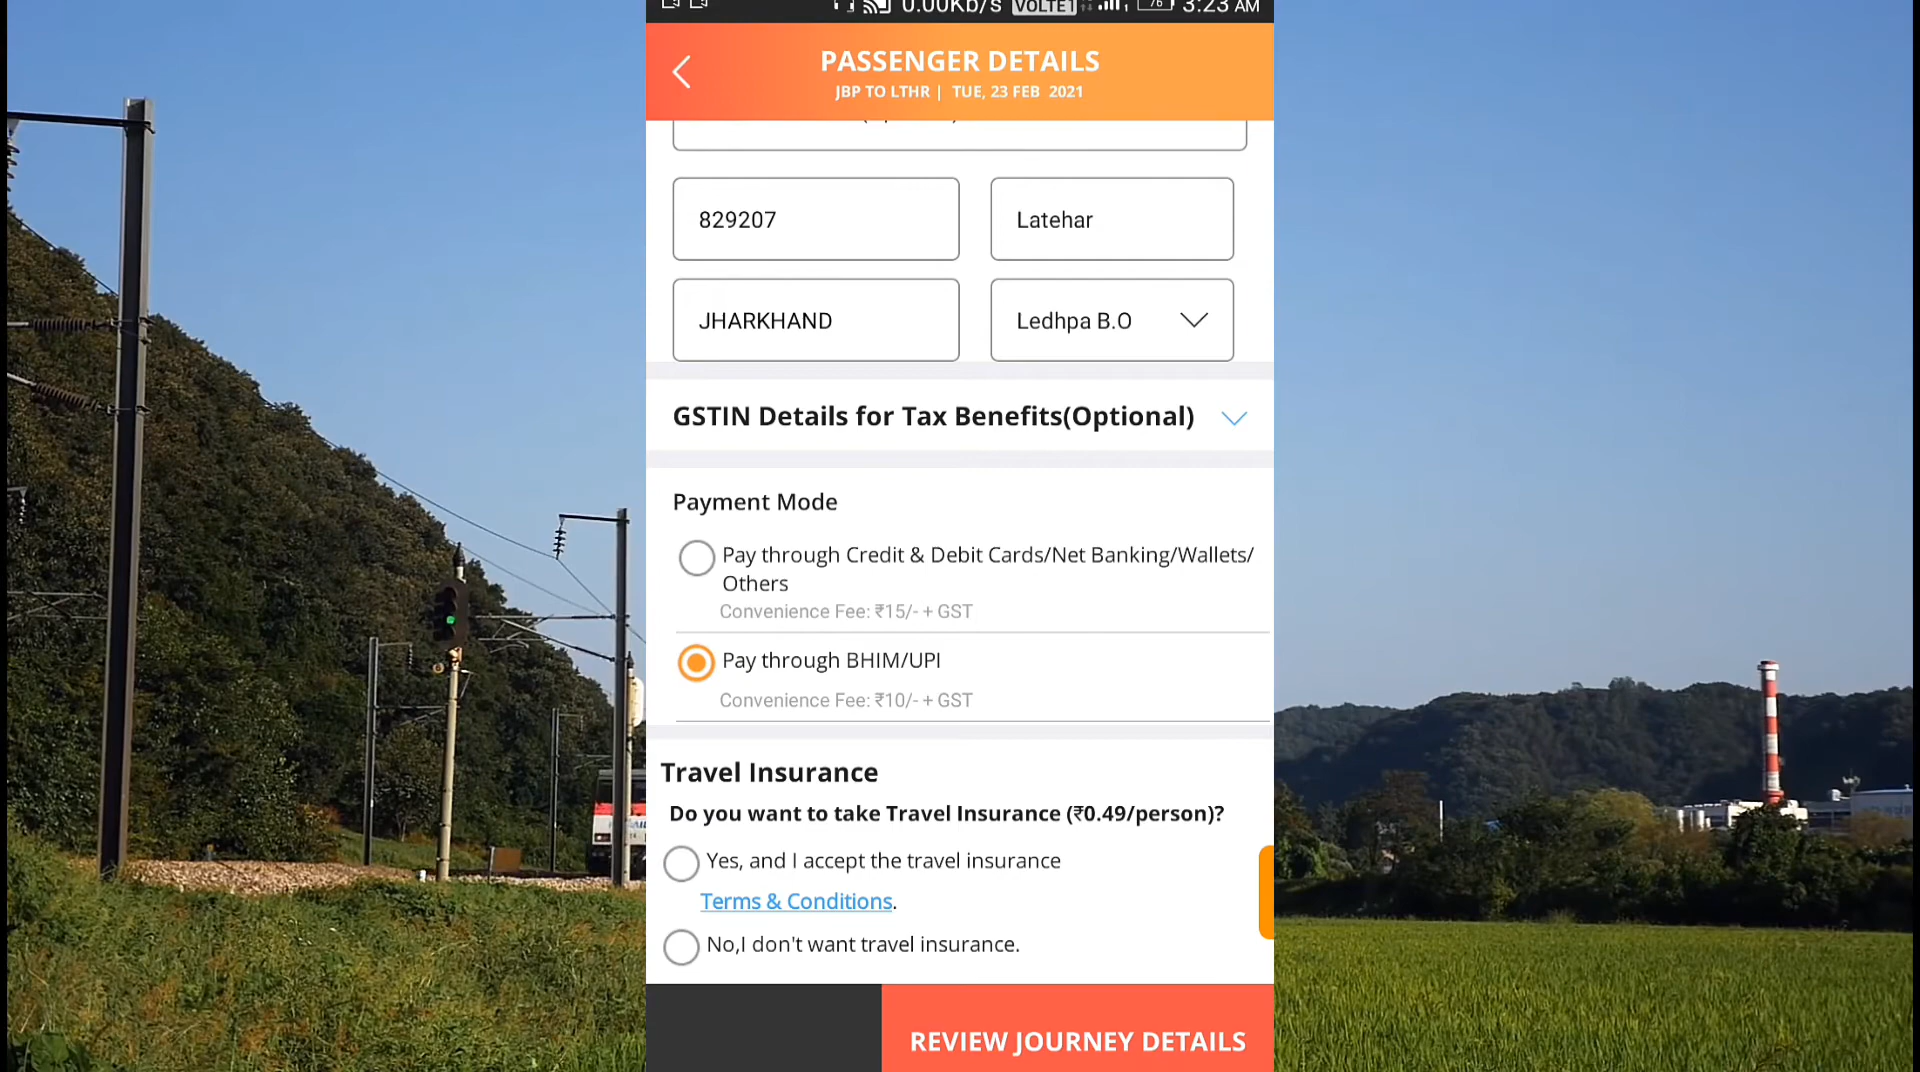 0.00Kb/s VOLTE1 76 3:23 AM
PASSENGER DETAILS
JBP TO LTHR | TUE, 23 FEB 2021
829207
Latehar
JHARKHAND
Ledhpa B.O
GSTIN Details for Tax Benefits(Optional)
Payment Mode
Pay through Credit & Debit Cards/Net Banking/Wallets/
Others
Convenience Fee: ₹15/- + GST
Pay through BHIM/UPI
Convenience Fee: ₹10/- + GST
Travel Insurance
Do you want to take Travel Insurance (₹0.49/person)?
Yes, and I accept the travel insurance
Terms & Conditions.
No,I don't want travel insurance.
REVIEW JOURNEY DETAILS